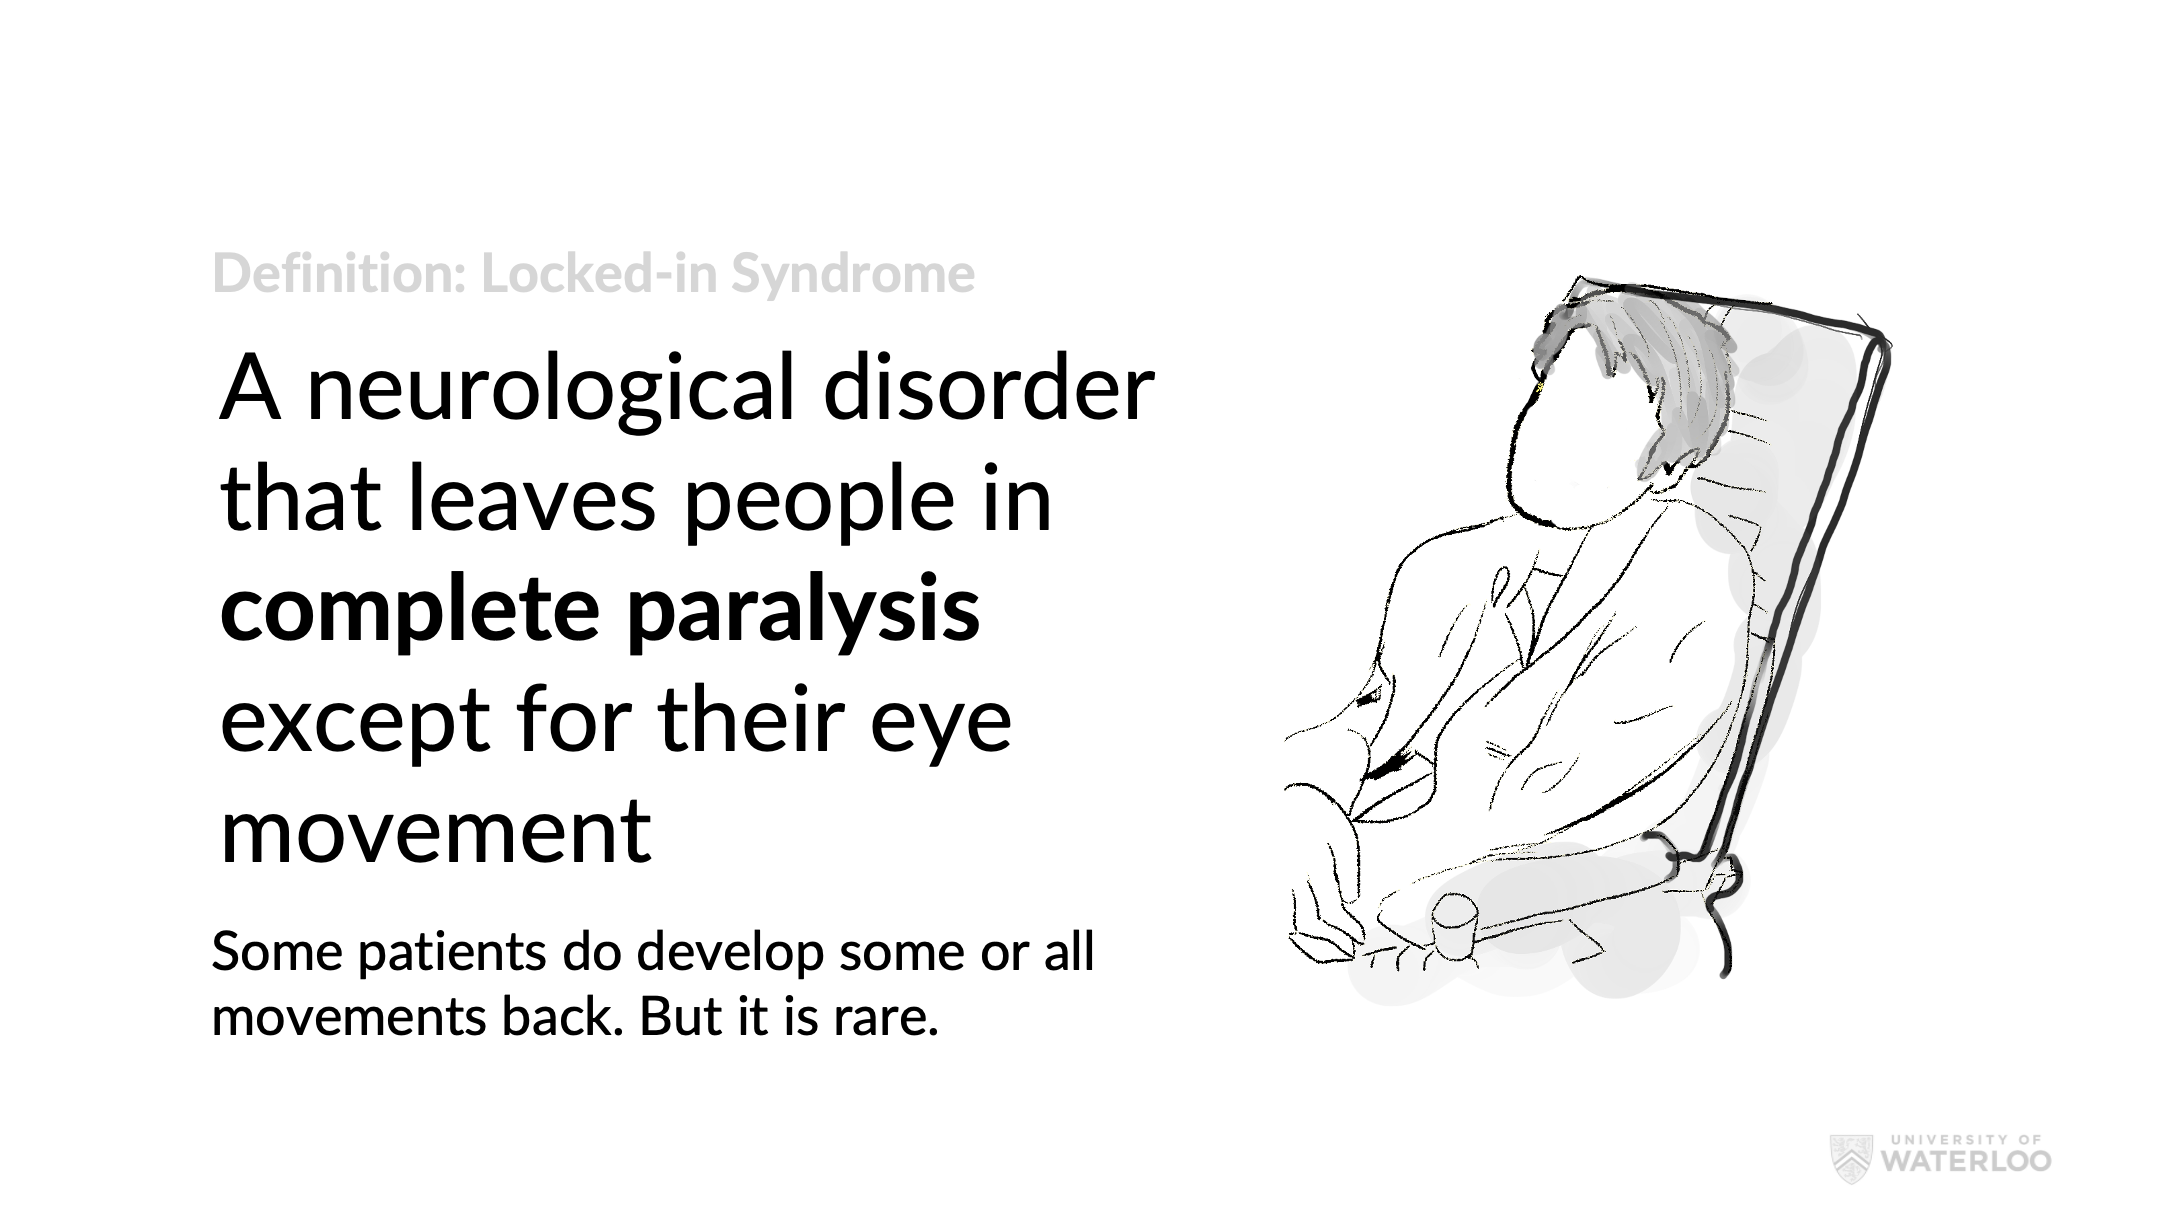 Definition: Locked-in Syndrome
A neurological disorder
that leaves people in
complete paralysis
except for their eye
movement
Some patients do develop some or all
movements back. But it is rare.
UNIVERSITY OF
WATERLOO